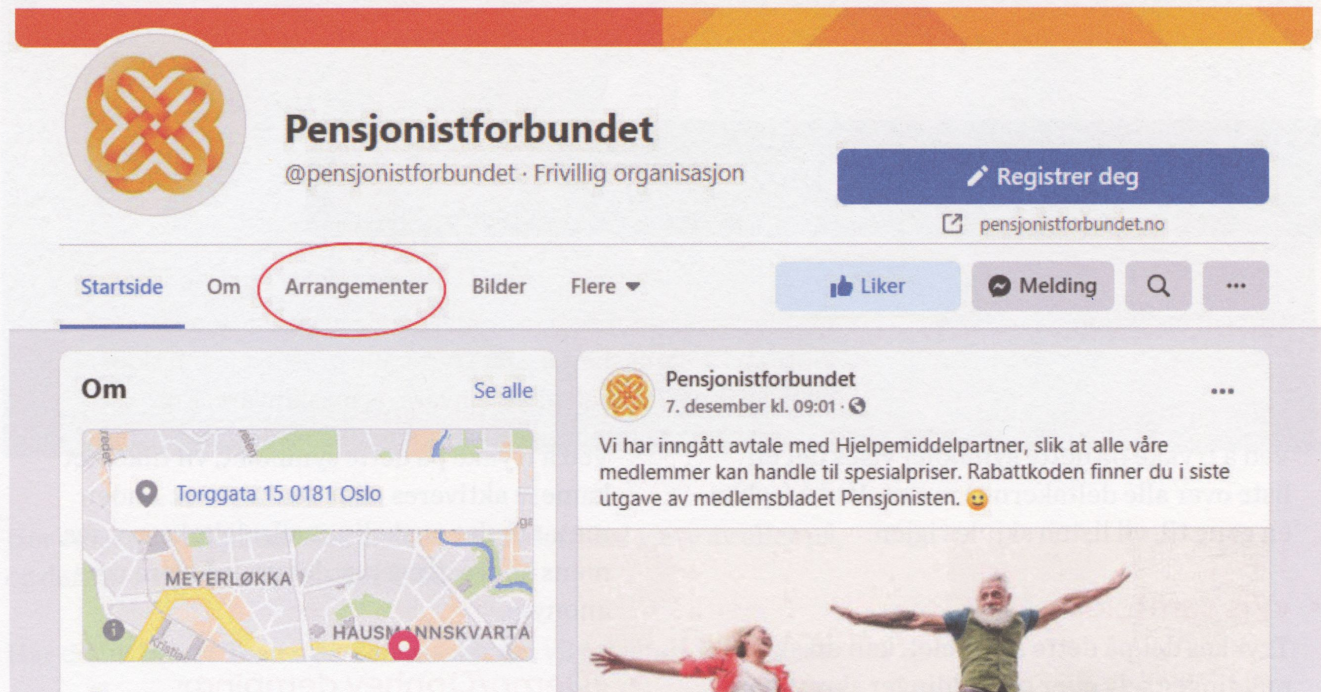 Pensjonistforbundet
@pensjonistforbundet · Frivillig organisasjon
Registrer deg
pensjonistforbundet.no
Startside Om Arrangementer Bilder Flere
Liker Melding
Om Se alle
Torggata 15 0181 Oslo
MEYERLØKKA
HAUSMANNSKVARTA
Pensjonistforbundet
7. desember kl. 09:01 ·
Vi har inngått avtale med Hjelpemiddelpartner, slik at alle våre
medlemmer kan handle til spesialpriser. Rabattkoden finner du i siste
utgave av medlemsbladet Pensjonisten. 😀